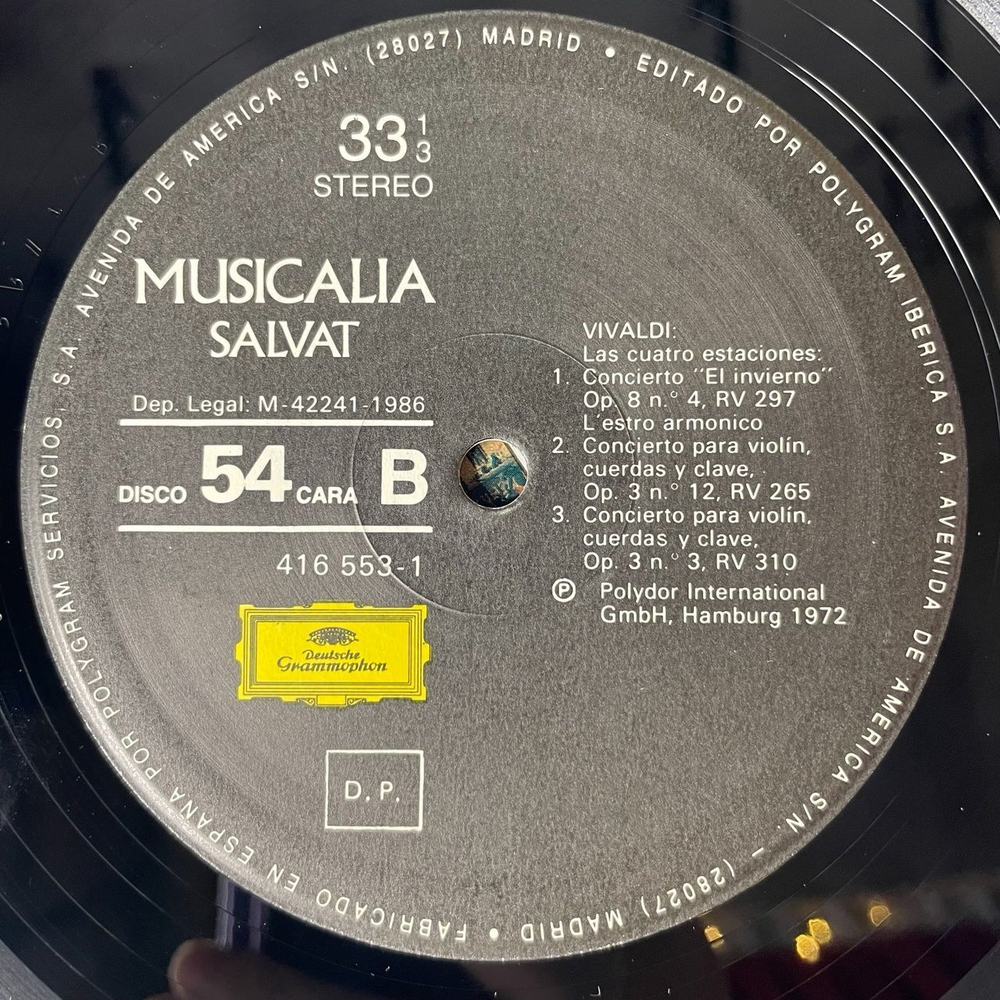 EDITADO POR POLYGRAM IBERICA S.A. AVENIDA DE AMERICA S/N. – (28027) MADRID •
FABRICADO EN ESPAÑA POR POLYGRAM SERVICIOS, S.A. AVENIDA DE AMERICA S/N. (28027) MADRID •
33 1/3
STEREO
MUSICALIA
SALVAT
Dep. Legal: M-42241-1986
DISCO 54 CARA B
416 553-1
Deutsche
Grammophon
D.P.
VIVALDI:
Las cuatro estaciones:
1. Concierto "El invierno"
Op. 8 n.° 4, RV 297
L'estro armonico
2. Concierto para violín,
cuerdas y clave,
Op. 3 n.° 12, RV 265
3. Concierto para violín,
cuerdas y clave,
Op. 3 n.° 3, RV 310
℗ Polydor International
GmbH, Hamburg 1972